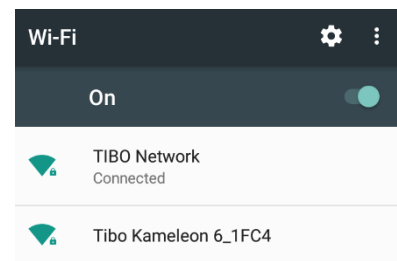 Wi-Fi
On
TIBO Network
Connected
Tibo Kameleon 6_1FC4